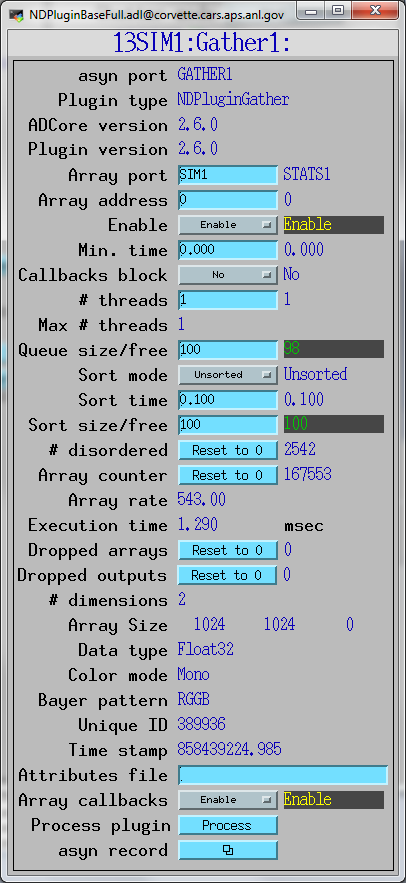 NDPluginBaseFull.adl@corvette.cars.aps.anl.gov
13SIM1:Gather1:
asyn port GATHER1
Plugin type NDPluginGather
ADCore version 2.6.0
Plugin version 2.6.0
Array port SIM1 STATS1
Array address 0 0
Enable Enable Enable
Min. time 0.000 0.000
Callbacks block No No
# threads 1 1
Max # threads 1
Queue size/free 100 98
Sort mode Unsorted Unsorted
Sort time 0.100 0.100
Sort size/free 100 100
# disordered Reset to 0 2542
Array counter Reset to 0 167553
Array rate 543.00
Execution time 1.290 msec
Dropped arrays Reset to 0 0
Dropped outputs Reset to 0 0
# dimensions 2
Array Size 1024 1024 0
Data type Float32
Color mode Mono
Bayer pattern RGGB
Unique ID 389936
Time stamp 858439224.985
Attributes file
Array callbacks Enable Enable
Process plugin Process
asyn record